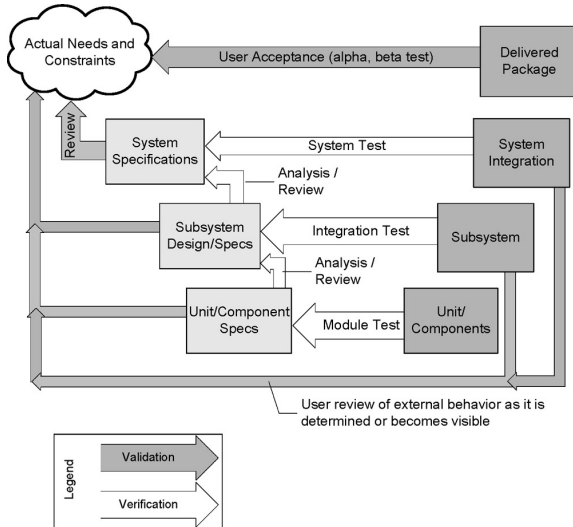 Actual Needs and
Constraints
User Acceptance (alpha, beta test)
Delivered
Package
Review
System
Specifications
System Test
System
Integration
Analysis /
Review
Subsystem
Design/Specs
Integration Test
Subsystem
Analysis /
Review
Unit/Component
Specs
Module Test
Unit/
Components
User review of external behavior as it is
determined or becomes visible
Legend
Validation
Verification